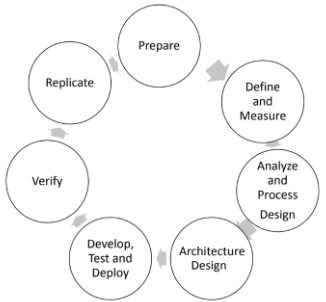 Prepare
Define
and
Measure
Analyze
and
Process
Design
Architecture
Design
Develop,
Test and
Deploy
Verify
Replicate